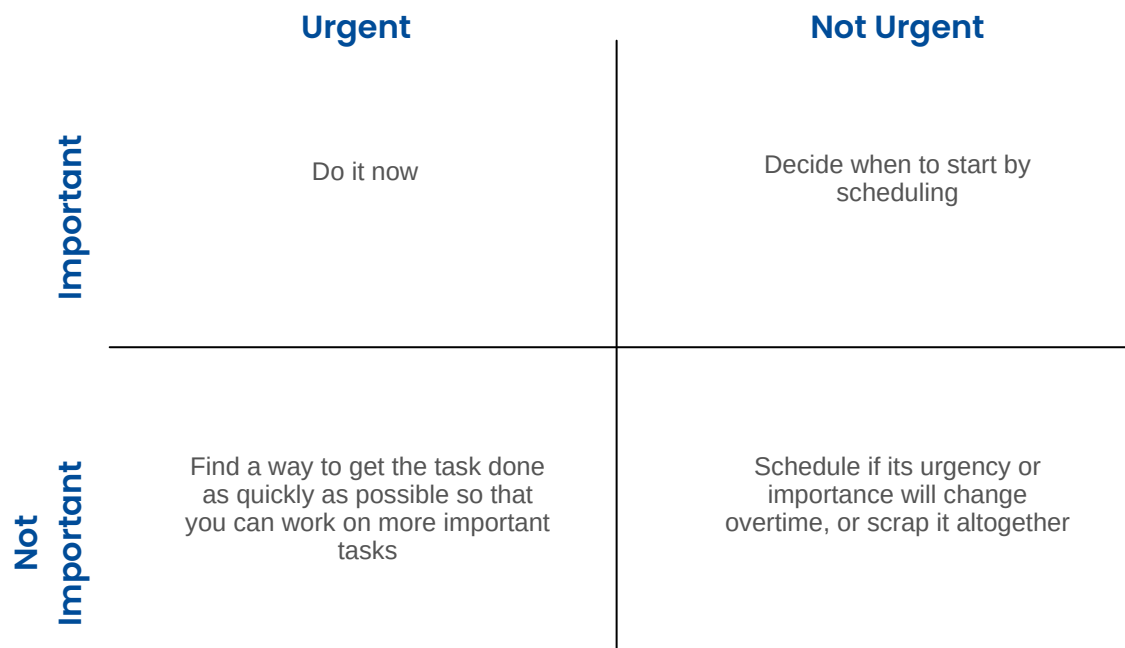 Urgent
Not Urgent
Important
Do it now
Decide when to start by
scheduling
Not
Important
Find a way to get the task done
as quickly as possible so that
you can work on more important
tasks
Schedule if its urgency or
importance will change
overtime, or scrap it altogether